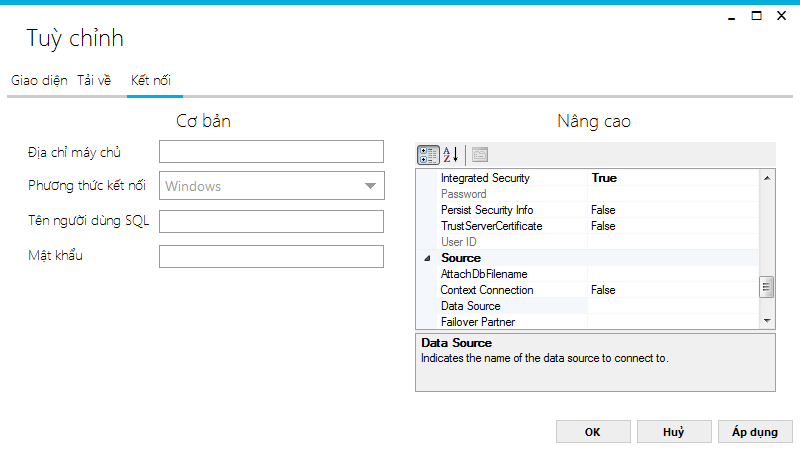 Tuỳ chỉnh
Giao diện Tải về Kết nối
Cơ bản
Địa chỉ máy chủ
Phương thức kết nối Windows
Tên người dùng SQL
Mật khẩu
Nâng cao
Integrated Security True
Password
Persist Security Info False
TrustServerCertificate False
User ID
Source
AttachDbFilename
Context Connection False
Data Source
Failover Partner
Data Source
Indicates the name of the data source to connect to.
OK Huỷ Áp dụng